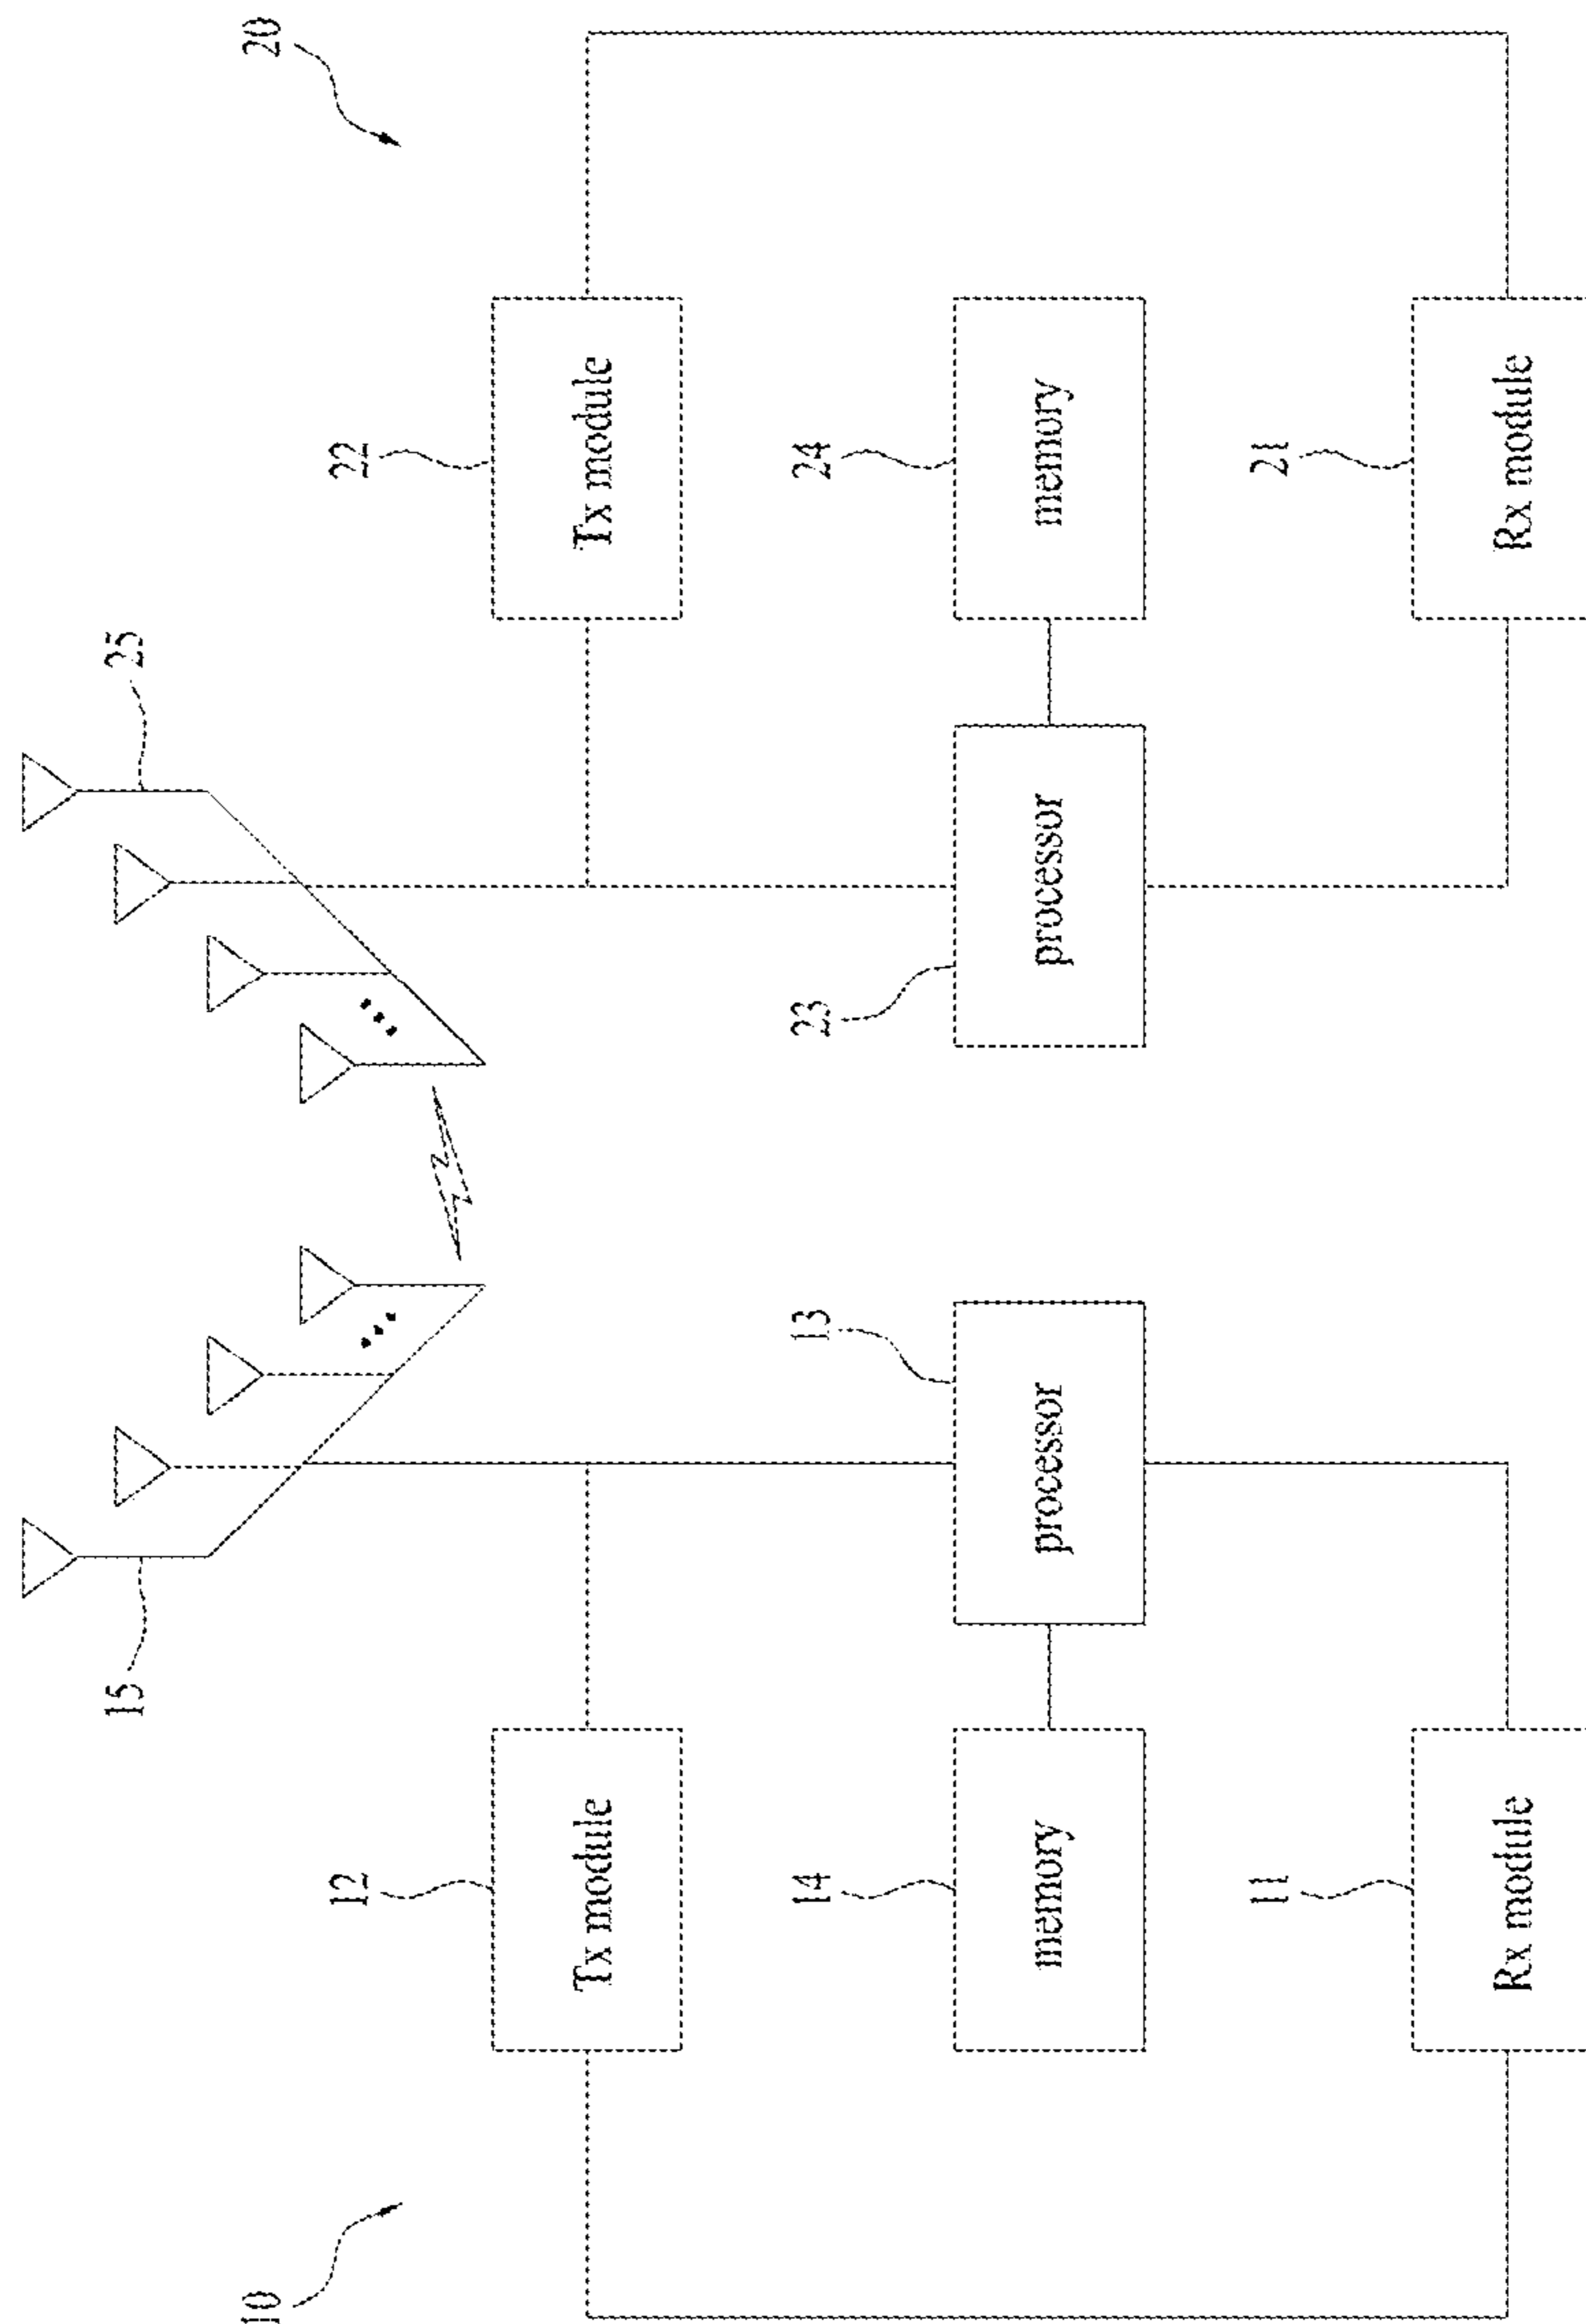 15
25
10
20
12
22
Tx module
Tx module
14
13
23
24
memory
processor
processor
memory
11
21
Rx module
Rx module